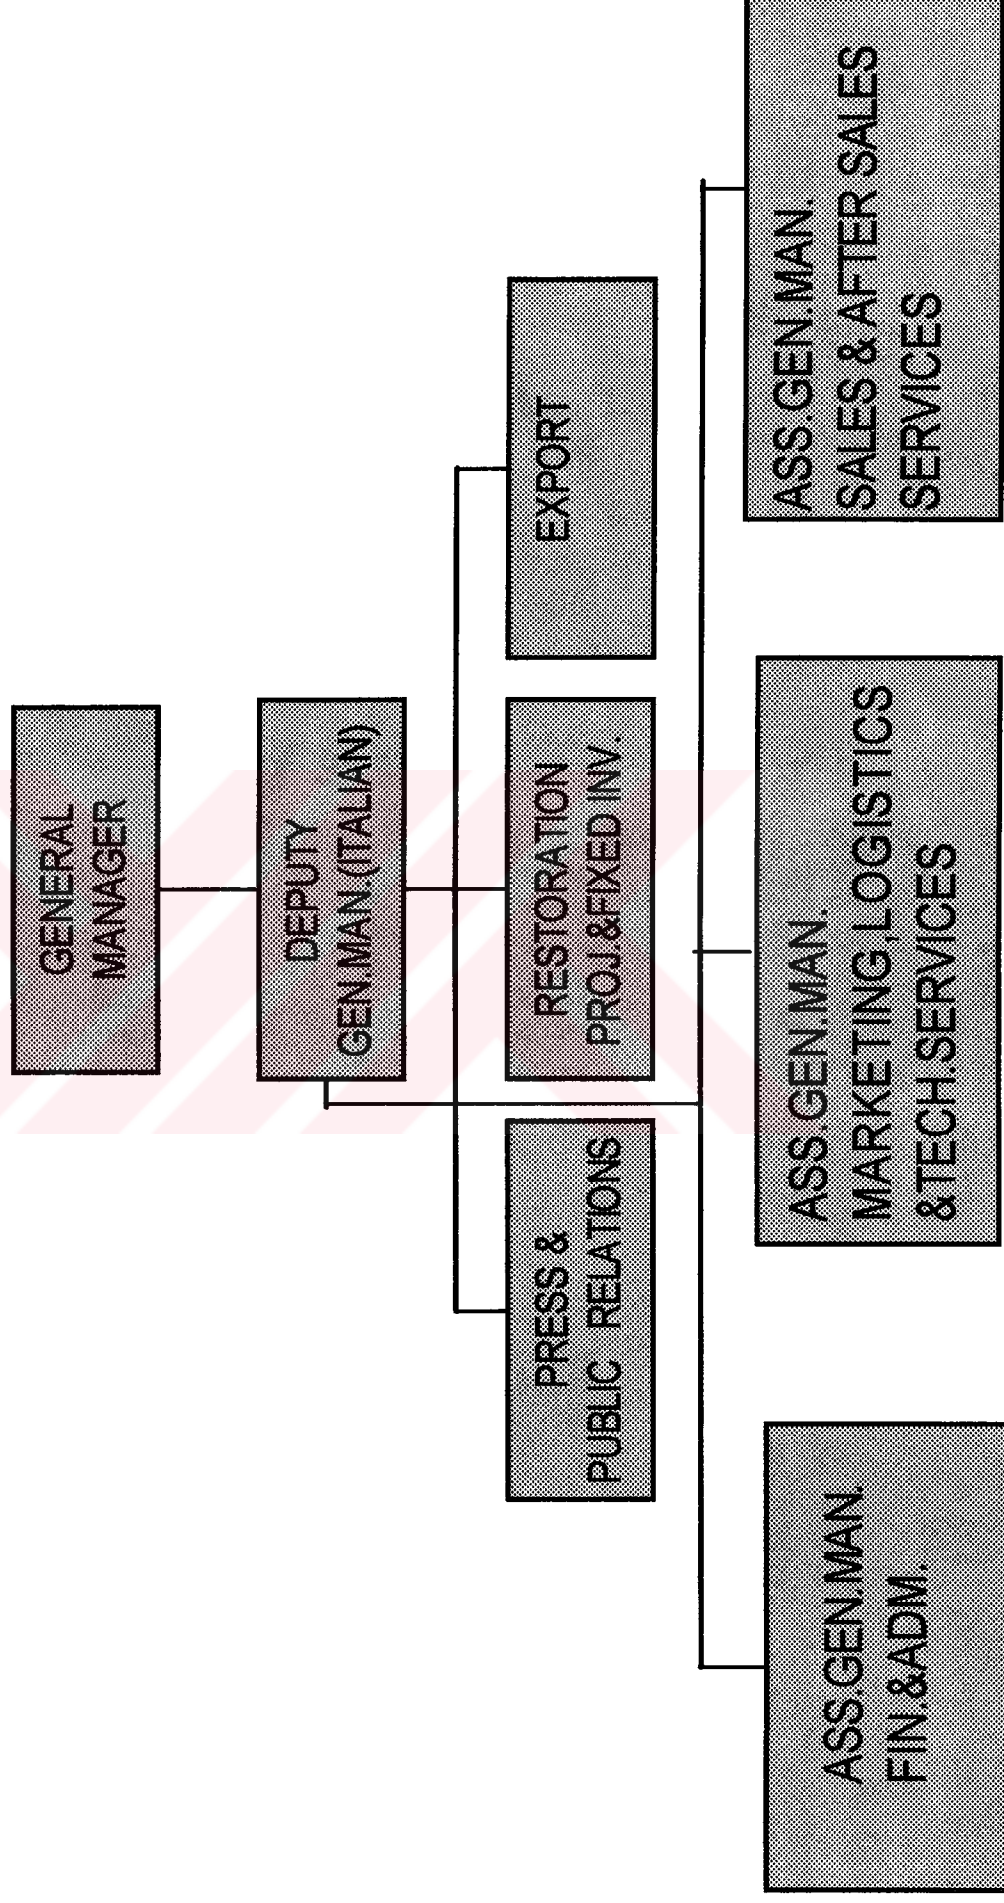 GENERAL
MANAGER
DEPUTY
GEN.MAN.(ITALIAN)
PRESS &
PUBLIC RELATIONS
RESTORATION
PROJ.&FIXED INV.
EXPORT
ASS.GEN.MAN.
FIN.&ADM.
ASS.GEN.MAN.
MARKETING,LOGISTICS
&TECH.SERVICES
ASS.GEN.MAN.
SALES & AFTER SALES
SERVICES